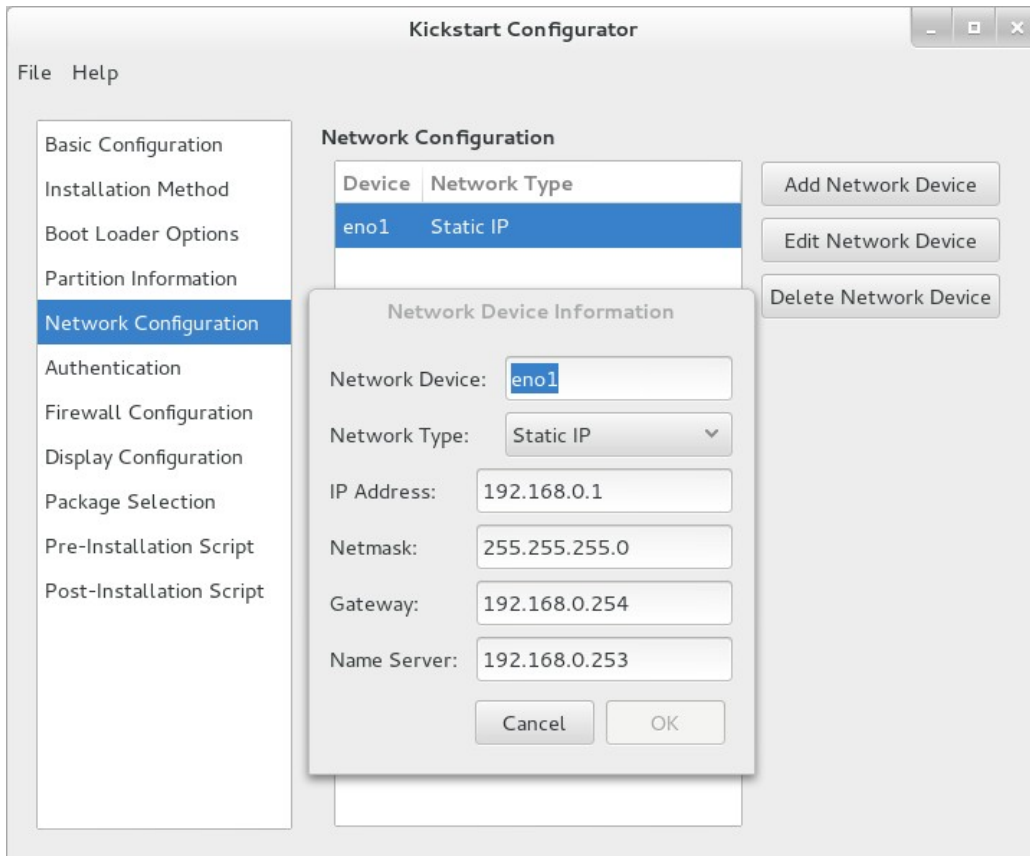 Kickstart Configurator
File Help
Basic Configuration
Installation Method
Boot Loader Options
Partition Information
Network Configuration
Authentication
Firewall Configuration
Display Configuration
Package Selection
Pre-Installation Script
Post-Installation Script
Network Configuration
Device Network Type
eno1 Static IP
Add Network Device
Edit Network Device
Delete Network Device
Network Device Information
Network Device: eno1
Network Type: Static IP
IP Address: 192.168.0.1
Netmask: 255.255.255.0
Gateway: 192.168.0.254
Name Server: 192.168.0.253
Cancel OK